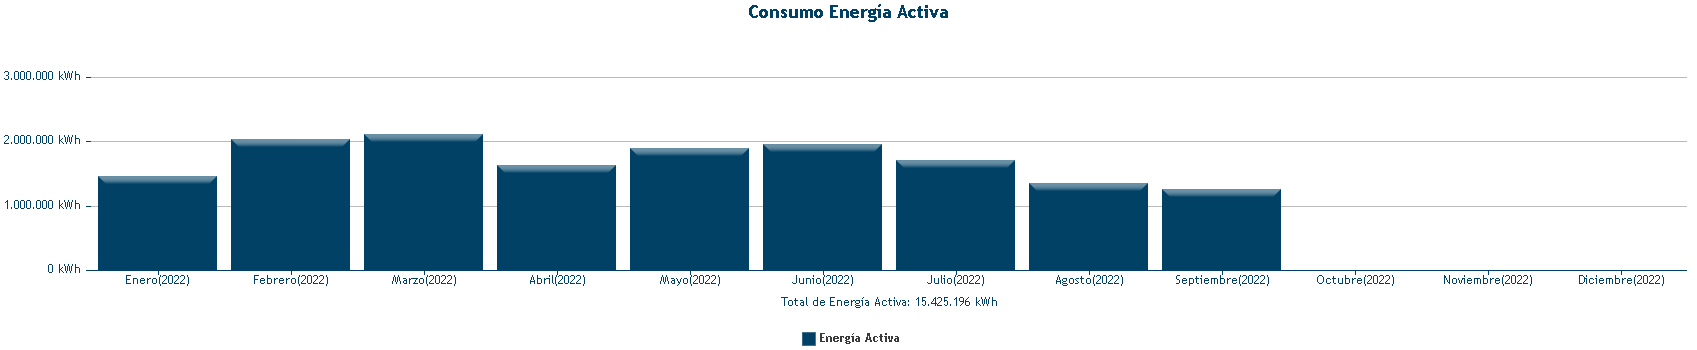 Consumo Energía Activa
3.000.000 kWh
2.000.000 kWh
1.000.000 kWh
0 kWh
Enero(2022) Febrero(2022) Marzo(2022) Abril(2022) Mayo(2022) Junio(2022) Julio(2022) Agosto(2022) Septiembre(2022) Octubre(2022) Noviembre(2022) Diciembre(2022)
Total de Energía Activa: 15.425.196 kWh
Energía Activa